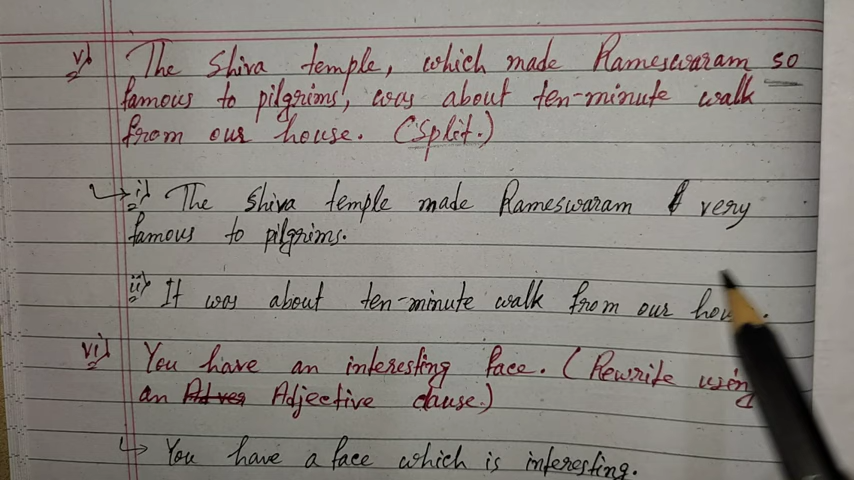 v) The Shiva temple, which made Rameswaram so
famous to pilgrims, was about ten-minute walk
from our house. (Split.)
i) The Shiva temple made Rameswaram very
famous to pilgrims.
ii) It was about ten-minute walk from our
vi) You have an interesting face. (Rewrite using
an Adjective clause.)
You have a face which is interesting.